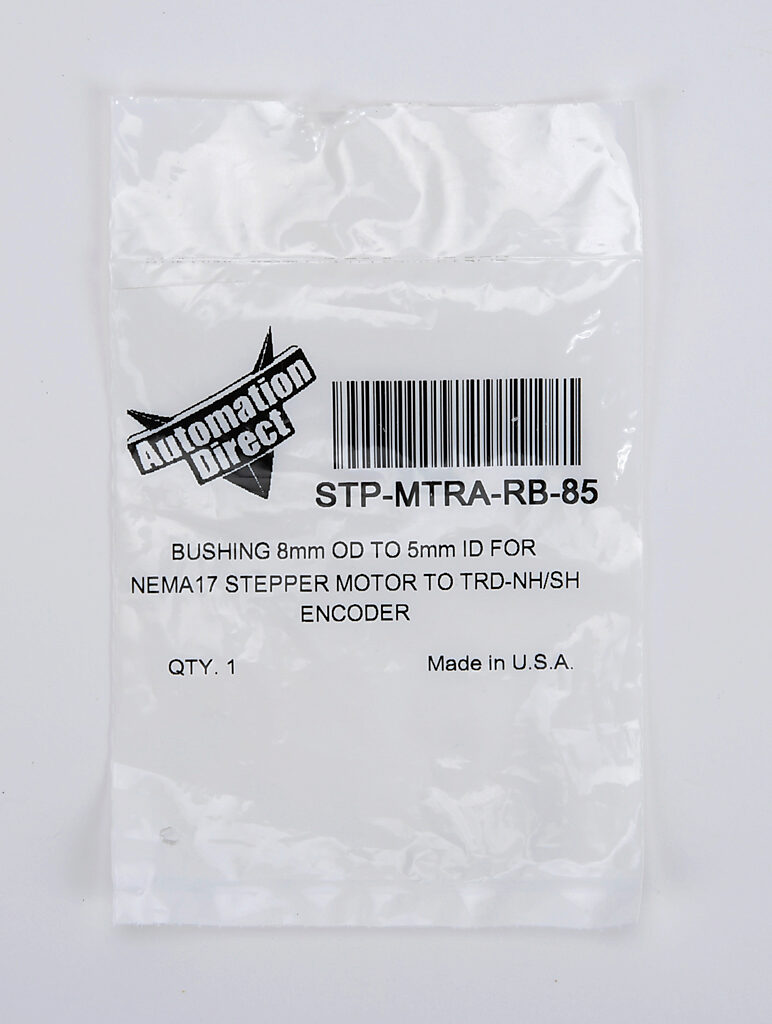 Automation
Direct
STP-MTRA-RB-85
BUSHING 8mm OD TO 5mm ID FOR
NEMA17 STEPPER MOTOR TO TRD-NH/SH
ENCODER
QTY. 1
Made in U.S.A.